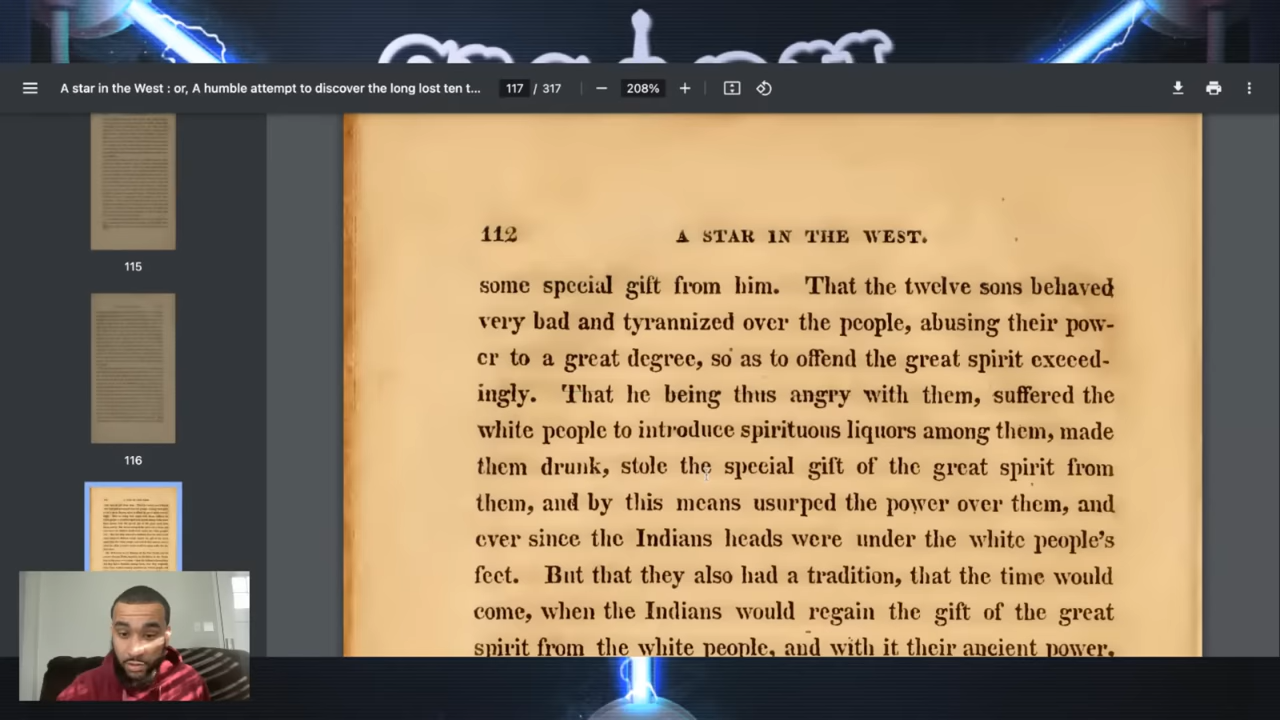 A star in the West : or, A humble attempt to discover the long lost ten t...
117 / 317
208%
115
116
112
A STAR IN THE WEST.
some special gift from him. That the twelve sons behaved
very bad and tyrannized over the people, abusing their pow-
er to a great degree, so as to offend the great spirit exceed-
ingly. That he being thus angry with them, suffered the
white people to introduce spirituous liquors among them, made
them drunk, stole the special gift of the great spirit from
them, and by this means usurped the power over them, and
ever since the Indians heads were under the white people's
feet. But that they also had a tradition, that the time would
come, when the Indians would regain the gift of the great
spirit from the white people, and with it their ancient power,